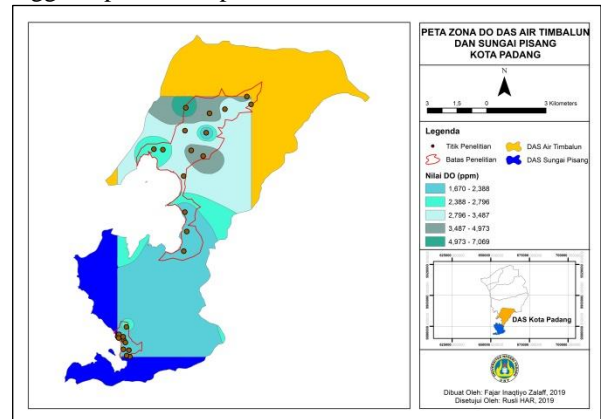 PETA ZONA DO DAS AIR TIMBALUN
DAN SUNGAI PISANG
KOTA PADANG
N
3 1,5 0 3 Kilometers
Legenda
Titik Penelitian
DAS Air Timbalun
Batas Penelitian
DAS Sungai Pisang
Nilai DO (ppm)
1,670 - 2,388
2,388 - 2,796
2,796 - 3,487
3,487 - 4,973
4,973 - 7,069
DAS Kota Padang
Dibuat Oleh: Fajar Inaqtiyo Zalaff, 2019
Disetujui Oleh: Rusli HAR, 2019